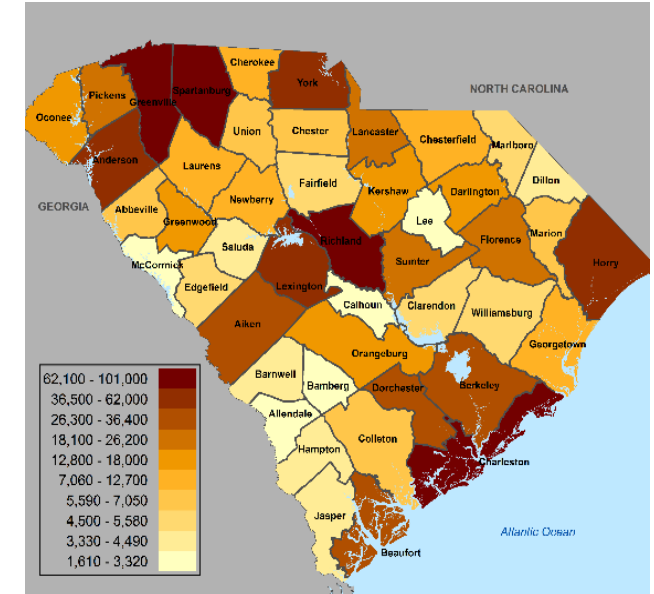 Cherokee
York
Spartanburg
Greenville
Pickens
Oconee
NORTH CAROLINA
Union
Chester
Lancaster
Chesterfield
Marlboro
Anderson
Laurens
Dillon
Fairfield
Kershaw
Darlington
Newberry
GEORGIA
Abbeville
Greenwood
Lee
Florence
Marion
Saluda
Richland
McCormick
Sumter
Horry
Edgefield
Lexington
Calhoun
Clarendon
Williamsburg
Aiken
Georgetown
Orangeburg
Barnwell
Bamberg
Dorchester
Berkeley
Allendale
Colleton
Hampton
Charleston
Jasper
Atlantic Ocean
Beaufort
62,100 - 101,000
36,500 - 62,000
26,300 - 36,400
18,100 - 26,200
12,800 - 18,000
7,060 - 12,700
5,590 - 7,050
4,500 - 5,580
3,330 - 4,490
1,610 - 3,320